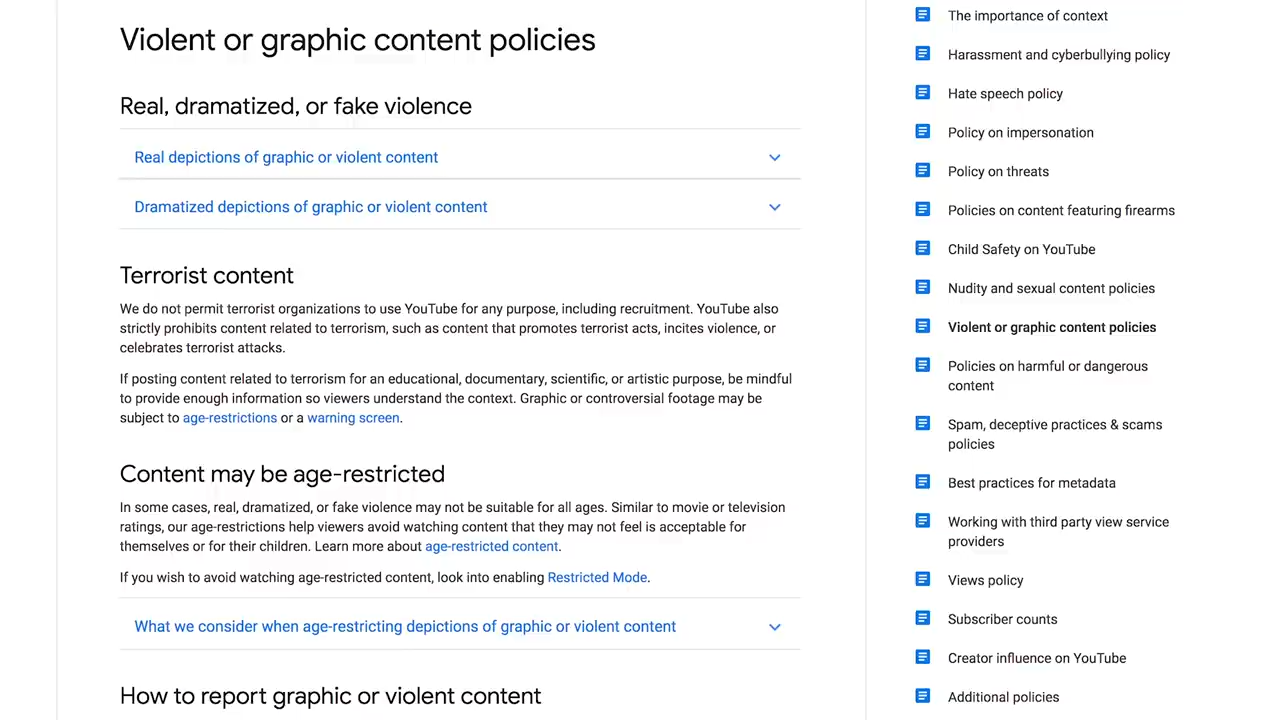 Violent or graphic content policies
Real, dramatized, or fake violence
Real depictions of graphic or violent content
Dramatized depictions of graphic or violent content
Terrorist content
We do not permit terrorist organizations to use YouTube for any purpose, including recruitment. YouTube also
strictly prohibits content related to terrorism, such as content that promotes terrorist acts, incites violence, or
celebrates terrorist attacks.
If posting content related to terrorism for an educational, documentary, scientific, or artistic purpose, be mindful
to provide enough information so viewers understand the context. Graphic or controversial footage may be
subject to age-restrictions or a warning screen.
Content may be age-restricted
In some cases, real, dramatized, or fake violence may not be suitable for all ages. Similar to movie or television
ratings, our age-restrictions help viewers avoid watching content that they may not feel is acceptable for
themselves or for their children. Learn more about age-restricted content.
If you wish to avoid watching age-restricted content, look into enabling Restricted Mode.
What we consider when age-restricting depictions of graphic or violent content
How to report graphic or violent content
The importance of context
Harassment and cyberbullying policy
Hate speech policy
Policy on impersonation
Policy on threats
Policies on content featuring firearms
Child Safety on YouTube
Nudity and sexual content policies
Violent or graphic content policies
Policies on harmful or dangerous
content
Spam, deceptive practices & scams
policies
Best practices for metadata
Working with third party view service
providers
Views policy
Subscriber counts
Creator influence on YouTube
Additional policies